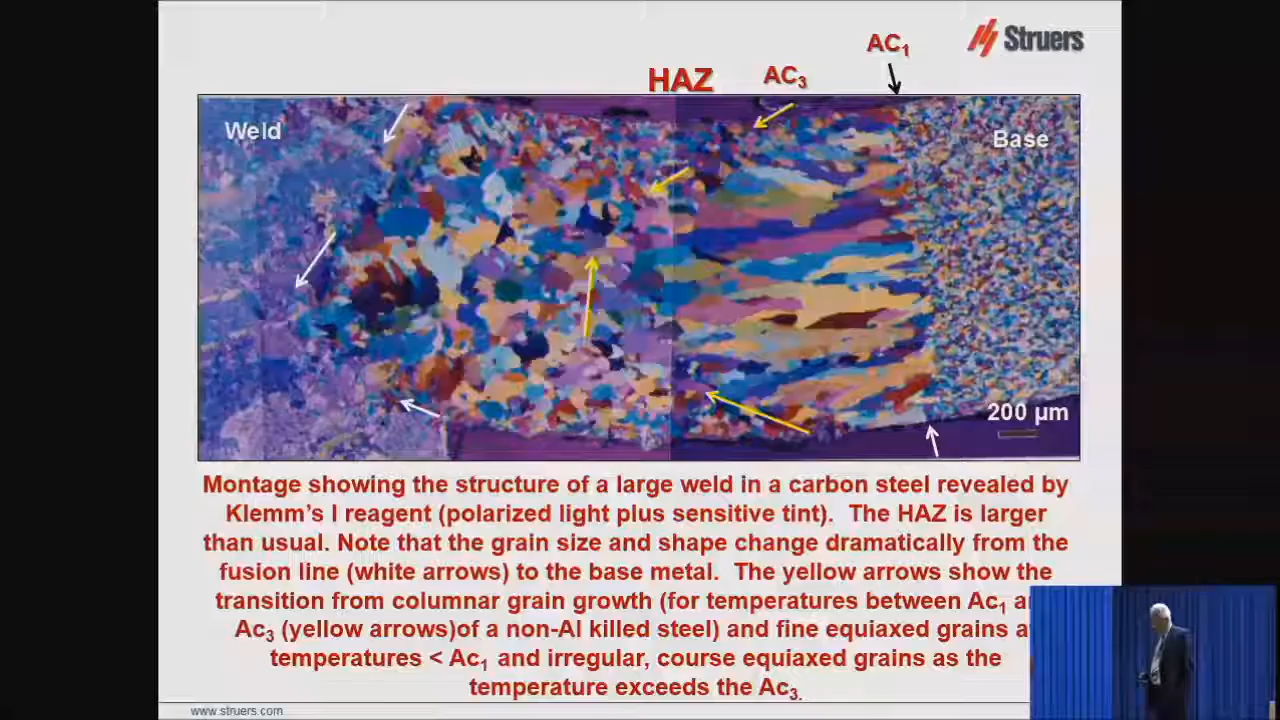 Struers
AC1
HAZ
AC3
Weld
Base
200 µm
Montage showing the structure of a large weld in a carbon steel revealed by
Klemm's I reagent (polarized light plus sensitive tint). The HAZ is larger
than usual. Note that the grain size and shape change dramatically from the
fusion line (white arrows) to the base metal. The yellow arrows show the
transition from columnar grain growth (for temperatures between Ac1
Ac3 (yellow arrows)of a non-Al killed steel) and fine equiaxed grains
temperatures < Ac1 and irregular, course equiaxed grains as the
temperature exceeds the Ac3.
www.struers.com